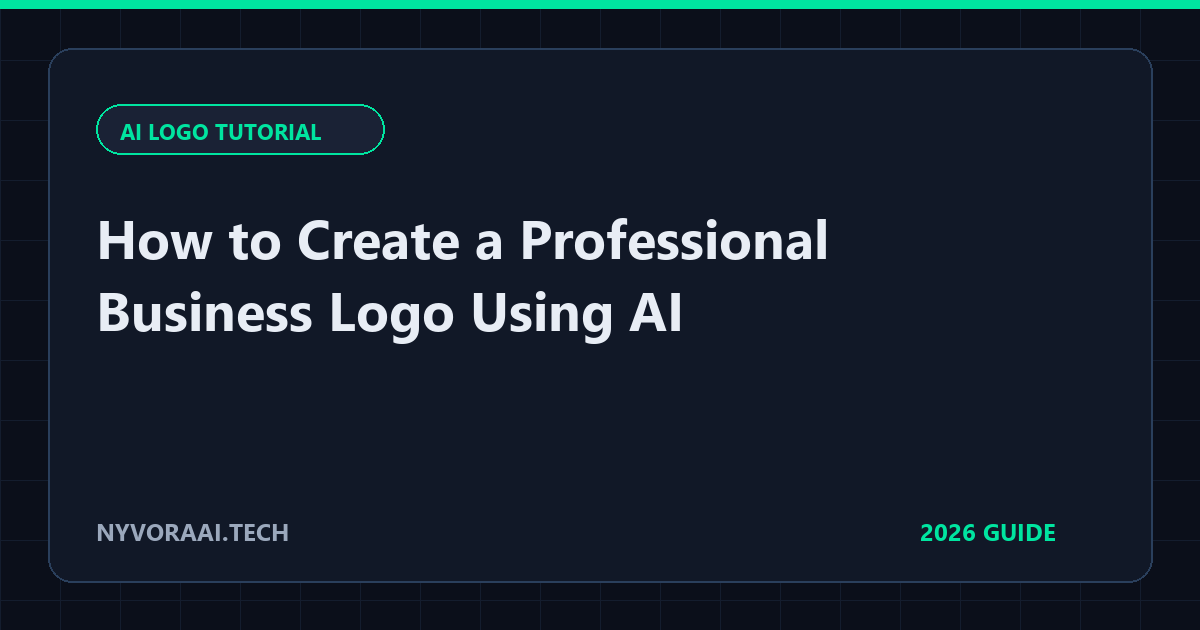 AI LOGO TUTORIAL
How to Create a Professional
Business Logo Using AI
NYVORAAI.TECH
2026 GUIDE